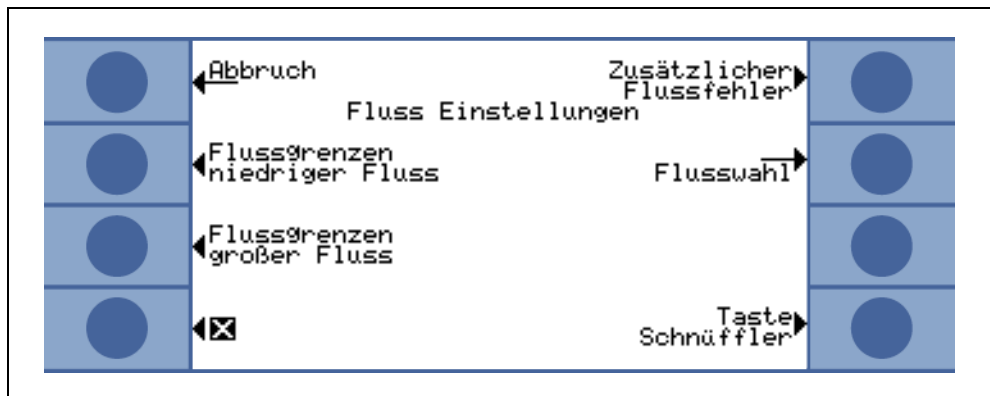 Abbruch
Zusätzlicher
Flussfehler
Fluss Einstellungen
Flussgrenzen
niedriger Fluss
Flusswahl
Flussgrenzen
großer Fluss
Taste
Schnüffler